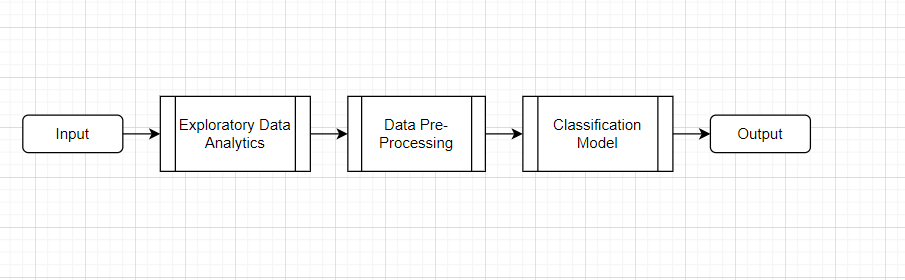 Input
Exploratory Data
Analytics
Data Pre-
Processing
Classification
Model
Output